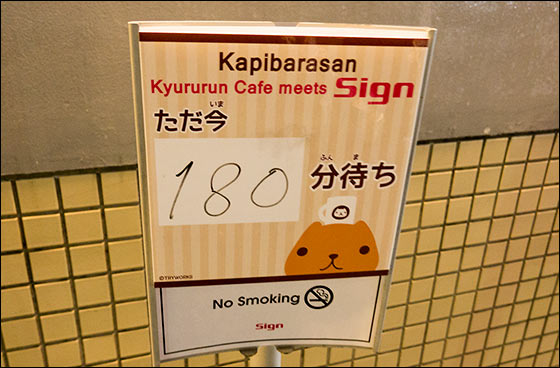 Kapibarasan
Kyururun Cafe meets Sign
いま
ただ今
ふん ま
180 分待ち
©TRYWORKS
No Smoking
Sign